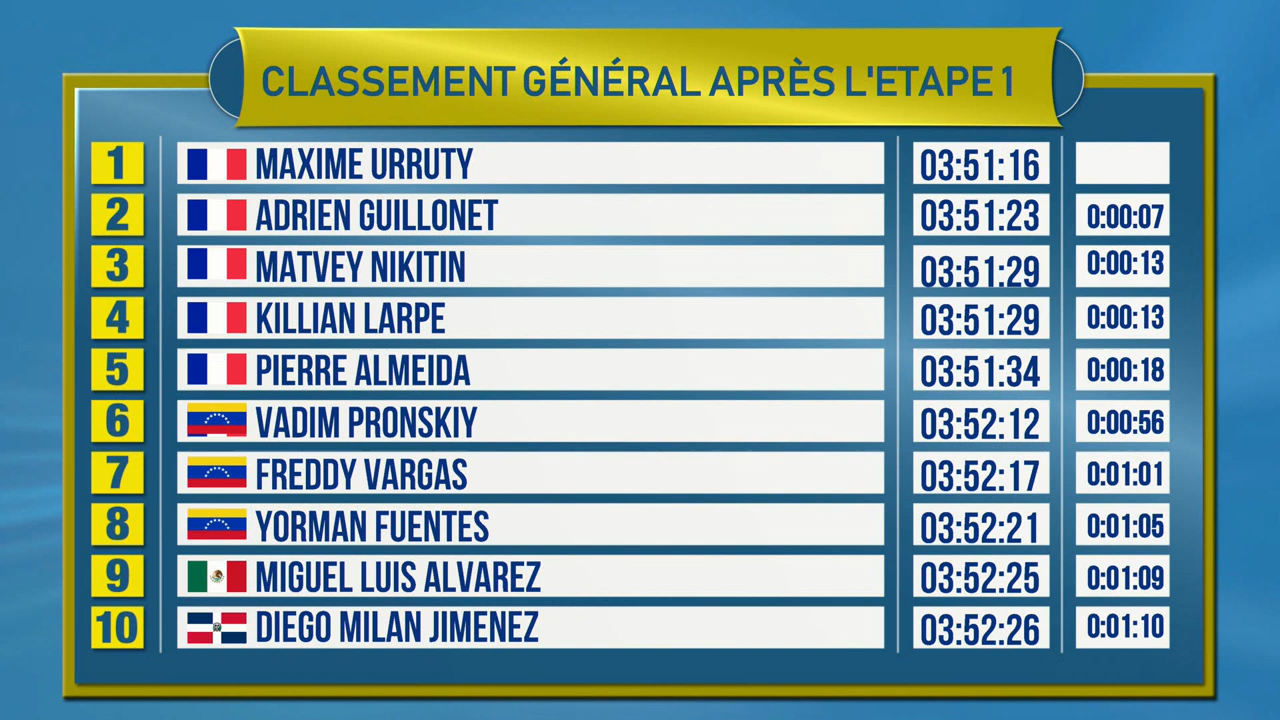 CLASSEMENT GÉNÉRAL APRÈS L'ETAPE 1
1 MAXIME URRUTY 03:51:16
2 ADRIEN GUILLONET 03:51:23 0:00:07
3 MATVEY NIKITIN 03:51:29 0:00:13
4 KILLIAN LARPE 03:51:29 0:00:13
5 PIERRE ALMEIDA 03:51:34 0:00:18
6 VADIM PRONSKIY 03:52:12 0:00:56
7 FREDDY VARGAS 03:52:17 0:01:01
8 YORMAN FUENTES 03:52:21 0:01:05
9 MIGUEL LUIS ALVAREZ 03:52:25 0:01:09
10 DIEGO MILAN JIMENEZ 03:52:26 0:01:10